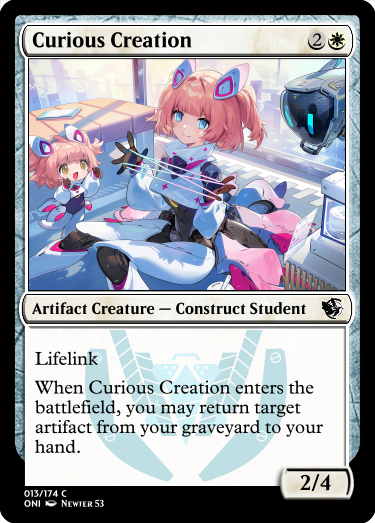 Curious Creation 2
Artifact Creature — Construct Student
Lifelink
When Curious Creation enters the
battlefield, you may return target
artifact from your graveyard to your
hand.
2/4
013/174 C
ONI Newier S3